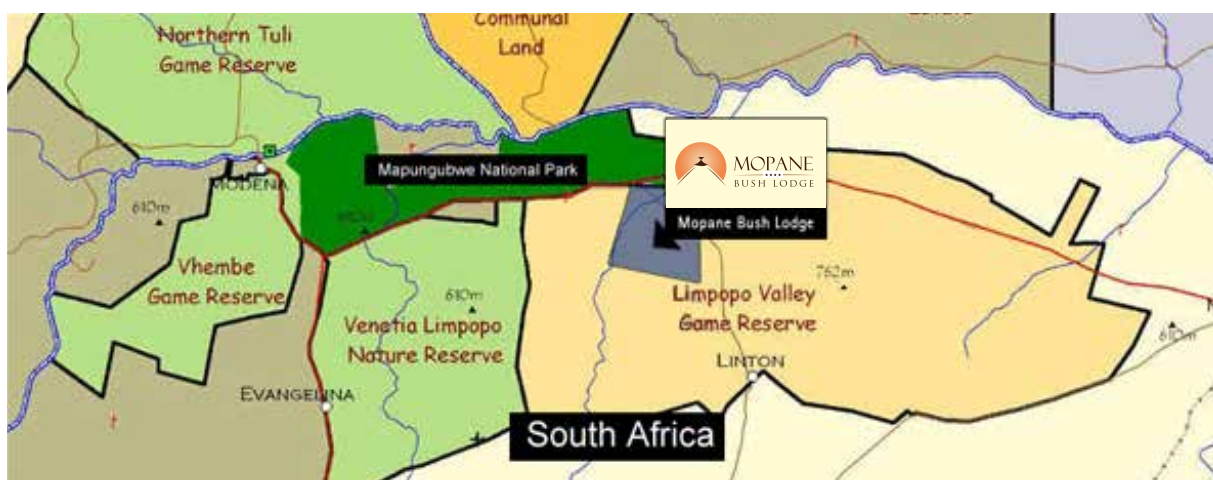 Northern Tuli
Game Reserve
Communal
Land
Mapungubwe National Park
MOPANE
BUSH LODGE
Mopane Bush Lodge
MODENA
610m
Vhembe
Game Reserve
610m
Venetia Limpopo
Nature Reserve
762m
Limpopo Valley
Game Reserve
610m
LINTON
EVANGELINA
South Africa